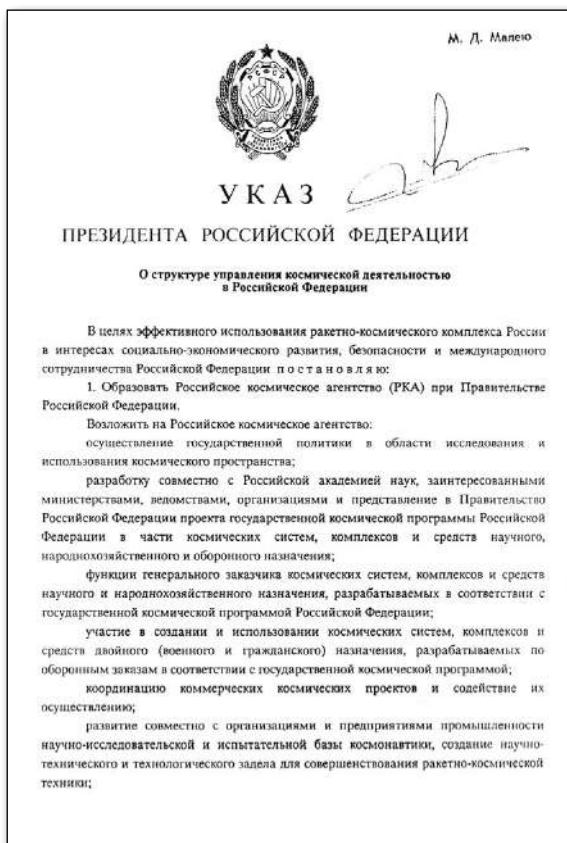 М. Д. Малею
УКАЗ
ПРЕЗИДЕНТА РОССИЙСКОЙ ФЕДЕРАЦИИ
О структуре управления космической деятельностью
в Российской Федерации
В целях эффективного использования ракетно-космического комплекса России
в интересах социально-экономического развития, безопасности и международного
сотрудничества Российской Федерации п о с т а н о в л я ю:
1. Образовать Российское космическое агентство (РКА) при Правительстве
Российской Федерации.
Возложить на Российское космическое агентство:
осуществление государственной политики в области исследования и
использования космического пространства;
разработку совместно с Российской академией наук, заинтересованными
министерствами, ведомствами, организациями и представление в Правительство
Российской Федерации проекта государственной космической программы Российской
Федерации в части космических систем, комплексов и средств научного,
народнохозяйственного и оборонного назначения;
функции генерального заказчика космических систем, комплексов и средств
научного и народнохозяйственного назначения, разрабатываемых в соответствии с
государственной космической программой Российской Федерации;
участие в создании и использовании космических систем, комплексов и
средств двойного (военного и гражданского) назначения, разрабатываемых по
оборонным заказам в соответствии с государственной космической программой;
координацию коммерческих космических проектов и содействие их
осуществлению;
развитие совместно с организациями и предприятиями промышленности
научно-исследовательской и испытательной базы космонавтики, создание научно-
технического и технологического задела для совершенствования ракетно-космической
техники;